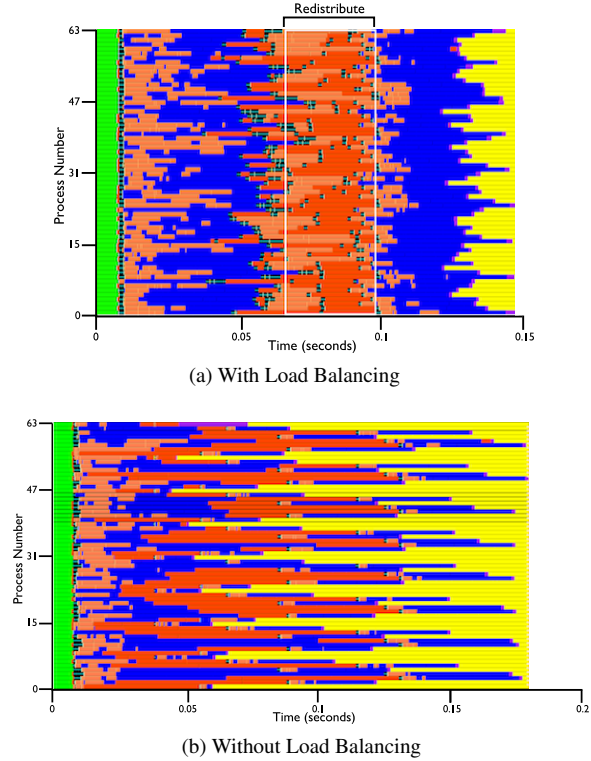 Redistribute
63
47
31
15
0
Process Number
0
0.05
0.1
0.15
Time (seconds)
(a) With Load Balancing
63
47
31
15
0
Process Number
0
0.05
0.1
0.15
0.2
Time (seconds)
(b) Without Load Balancing